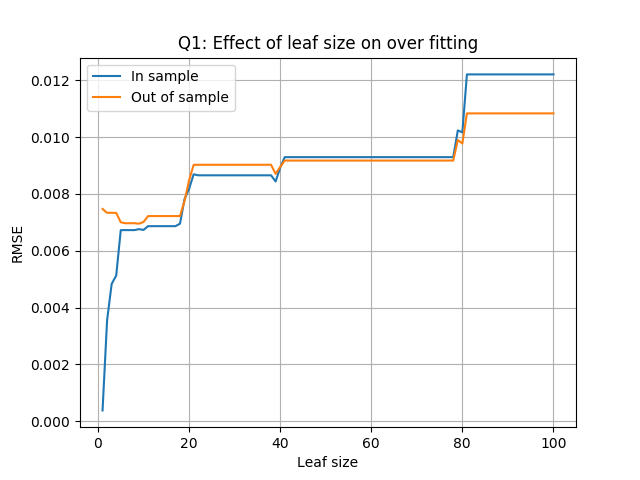 Q1: Effect of leaf size on over fitting
In sample
Out of sample
RMSE
0.012
0.010
0.008
0.006
0.004
0.002
0.000
0 20 40 60 80 100
Leaf size